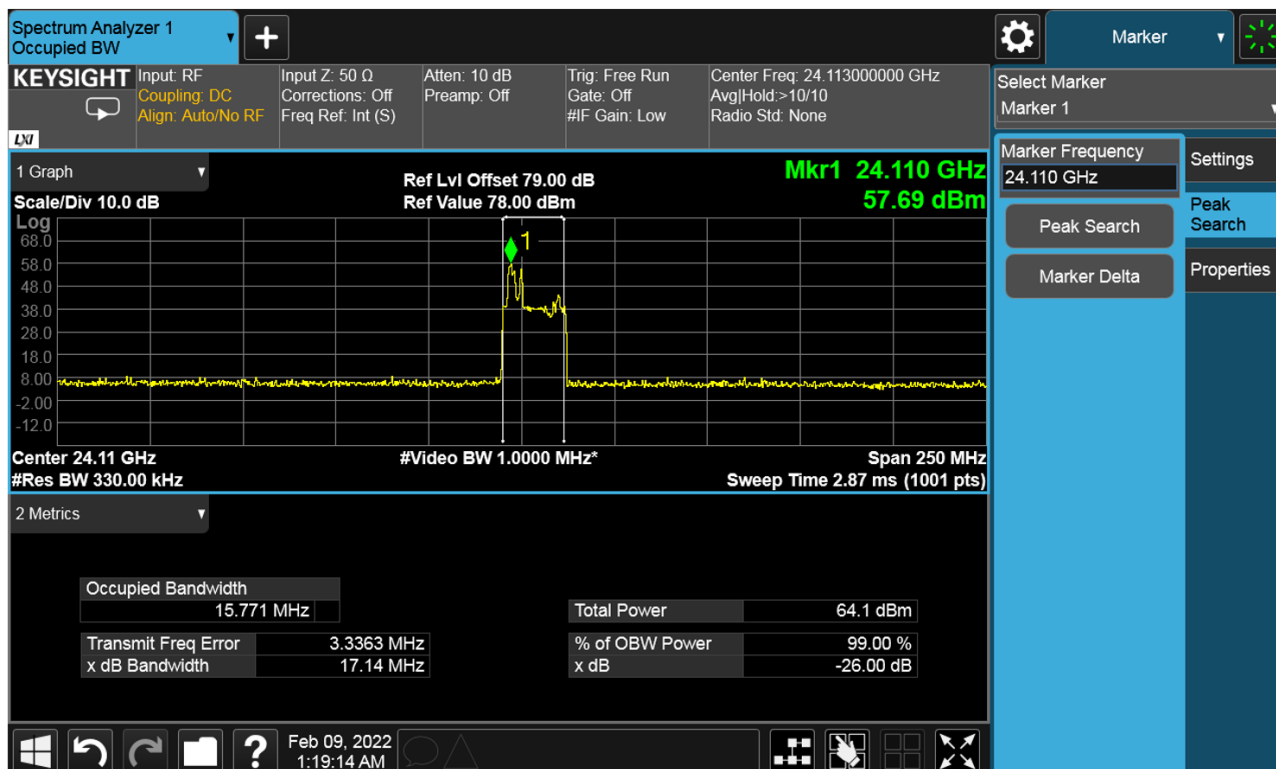 Spectrum Analyzer 1
Occupied BW
Marker
KEYSIGHT
Input: RF
Coupling: DC
Align: Auto/No RF
Input Z: 50 Ω
Corrections: Off
Freq Ref: Int (S)
Atten: 10 dB
Preamp: Off
Trig: Free Run
Gate: Off
#IF Gain: Low
Center Freq: 24.113000000 GHz
Avg|Hold:>10/10
Radio Std: None
LXI
Select Marker
Marker 1
Marker Frequency
24.110 GHz
Peak Search
Marker Delta
Settings
Peak
Search
Properties
1 Graph
Scale/Div 10.0 dB
Ref Lvl Offset 79.00 dB
Ref Value 78.00 dBm
Mkr1 24.110 GHz
57.69 dBm
Log
68.0
58.0
48.0
38.0
28.0
18.0
8.00
-2.00
-12.0
1
Center 24.11 GHz
#Res BW 330.00 kHz
#Video BW 1.0000 MHz*
Span 250 MHz
Sweep Time 2.87 ms (1001 pts)
2 Metrics
Occupied Bandwidth
15.771 MHz
Transmit Freq Error 3.3363 MHz
x dB Bandwidth 17.14 MHz
Total Power 64.1 dBm
% of OBW Power 99.00 %
x dB -26.00 dB
?
Feb 09, 2022
1:19:14 AM